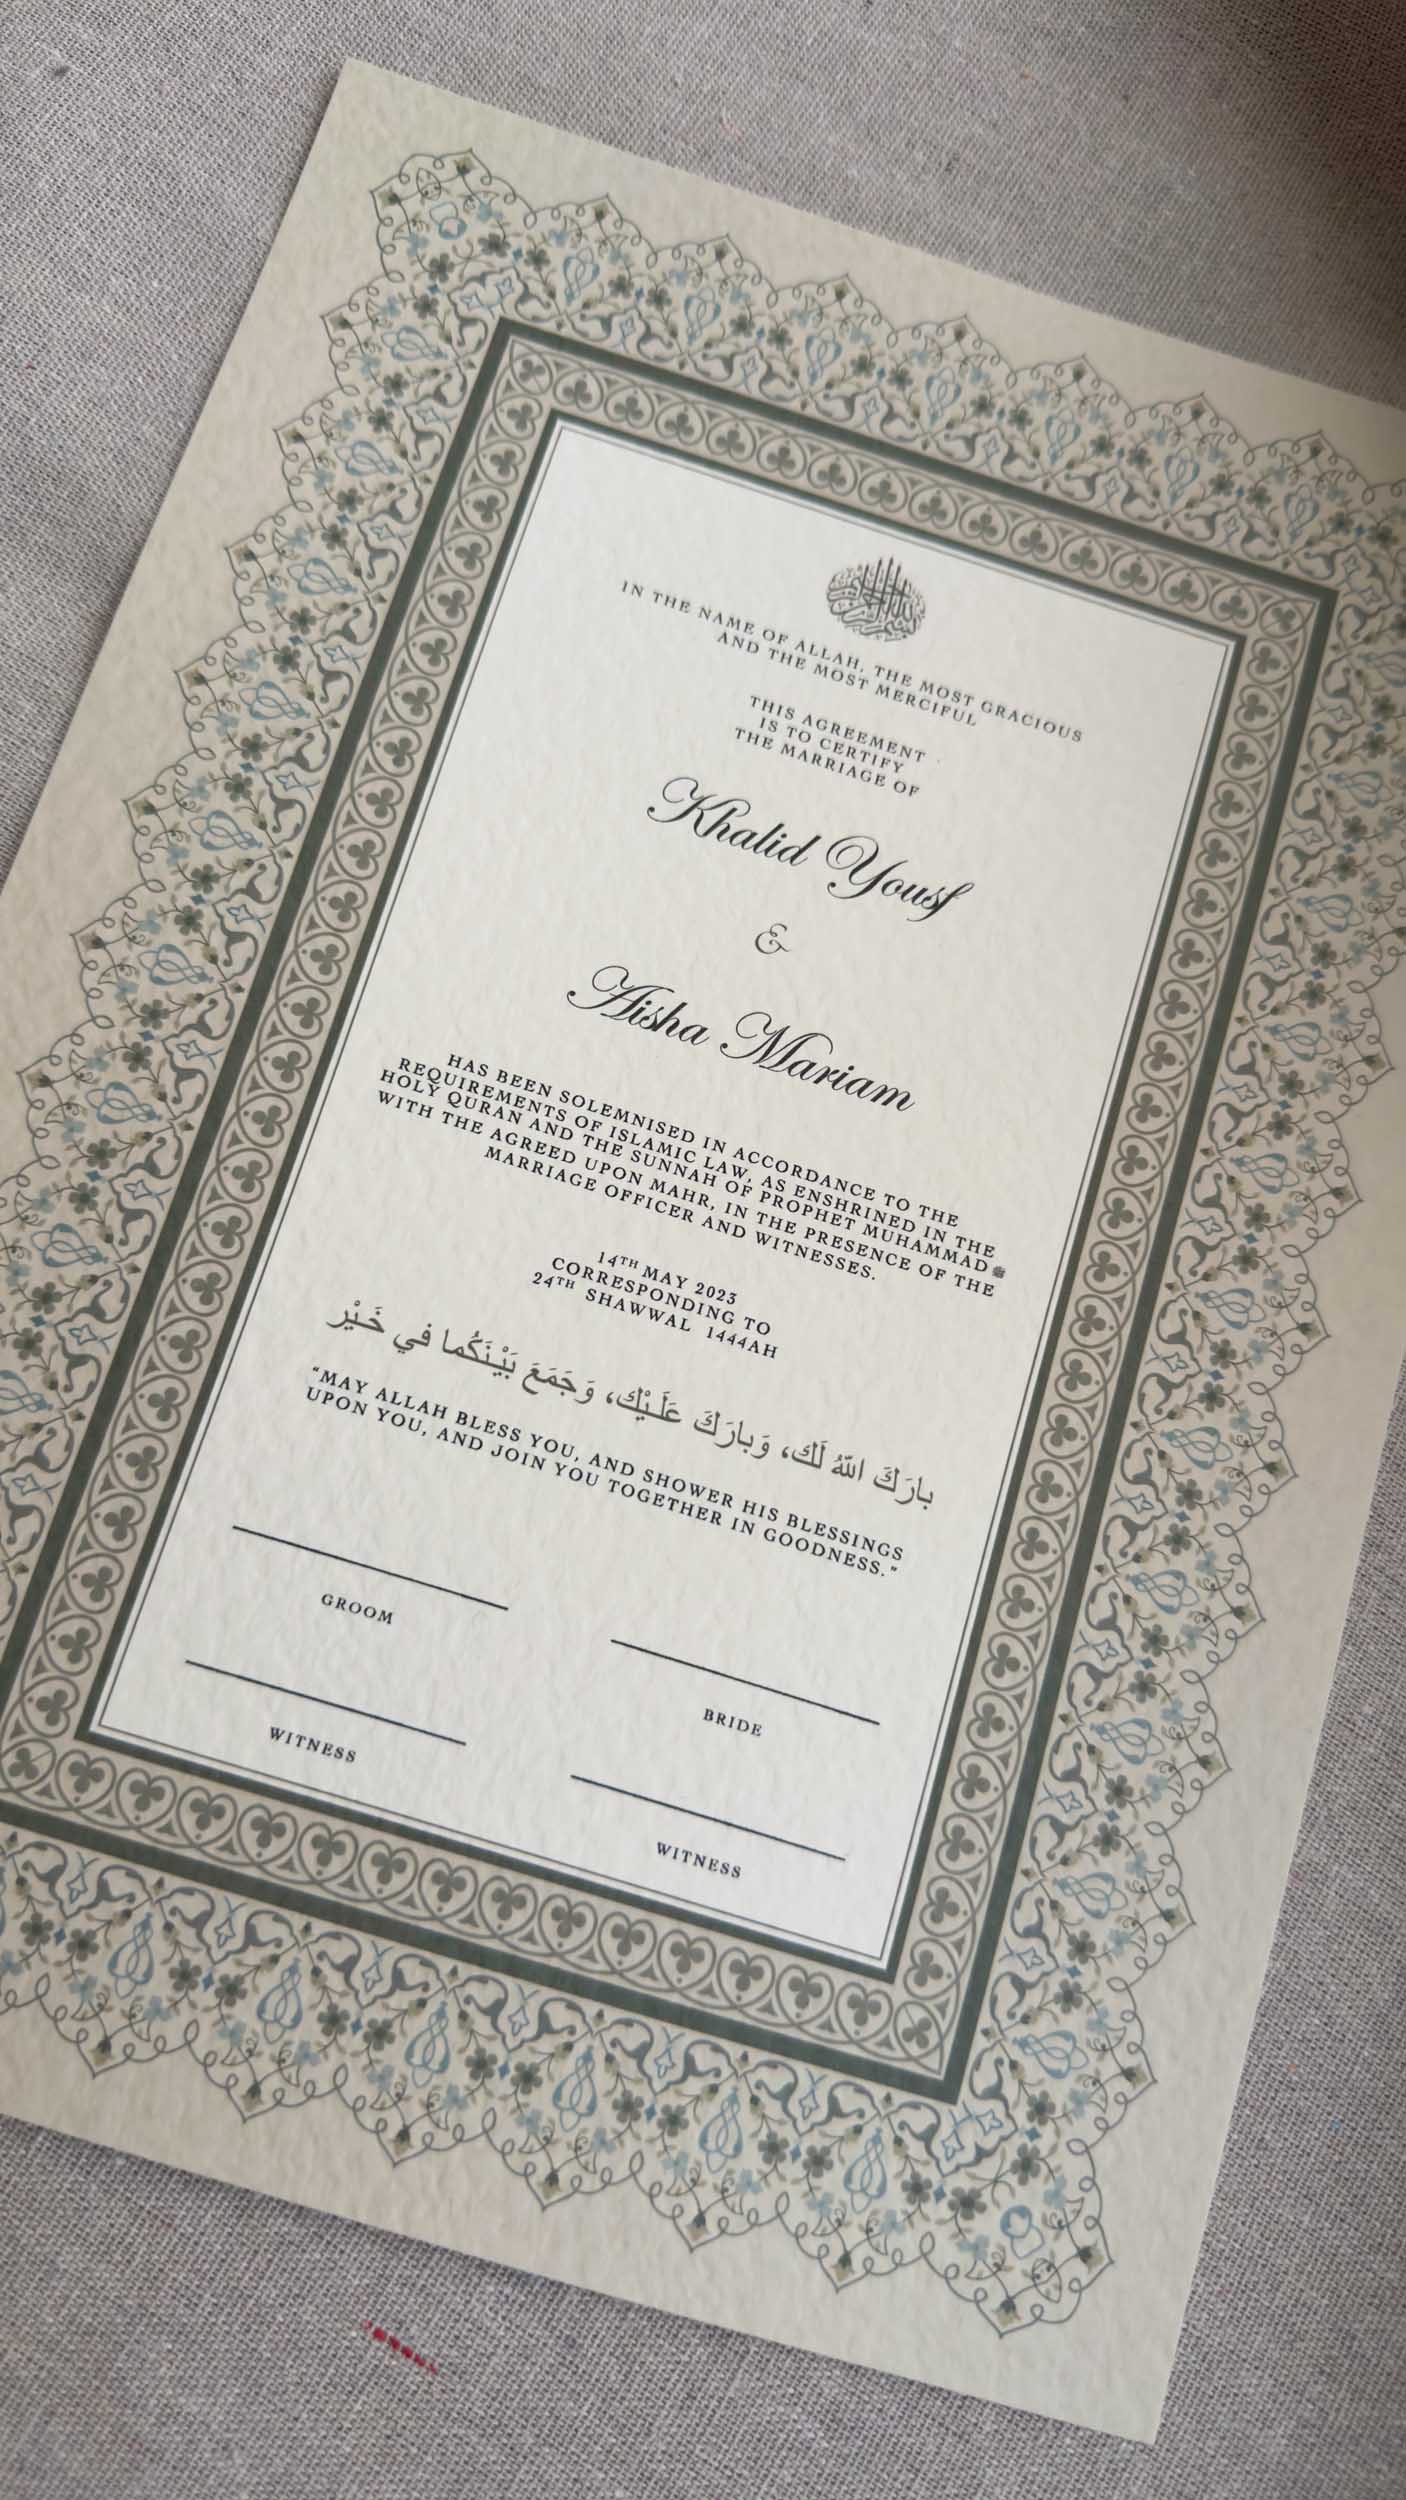 IN THE NAME OF ALLAH, THE MOST GRACIOUS
AND THE MOST MERCIFUL
THIS AGREEMENT
IS TO CERTIFY
THE MARRIAGE OF
Khalid Yousf
&
Aisha Mariam
HAS BEEN SOLEMNISED IN ACCORDANCE TO THE
REQUIREMENTS OF ISLAMIC LAW, AS ENSHRINED IN THE
HOLY QURAN AND THE SUNNAH OF PROPHET MUHAMMAD
WITH THE AGREED UPON MAHR, IN THE PRESENCE OF THE
MARRIAGE OFFICER AND WITNESSES.
14TH MAY 2023
CORRESPONDING TO
24TH SHAWWAL 1444AH
بارَكَ اللهُ لَك، وَبارَكَ عَلَـيْك، وَجَمَعَ بَيْـنَكُما في خَـيْر
"MAY ALLAH BLESS YOU, AND SHOWER HIS BLESSINGS
UPON YOU, AND JOIN YOU TOGETHER IN GOODNESS."
GROOM
BRIDE
WITNESS
WITNESS